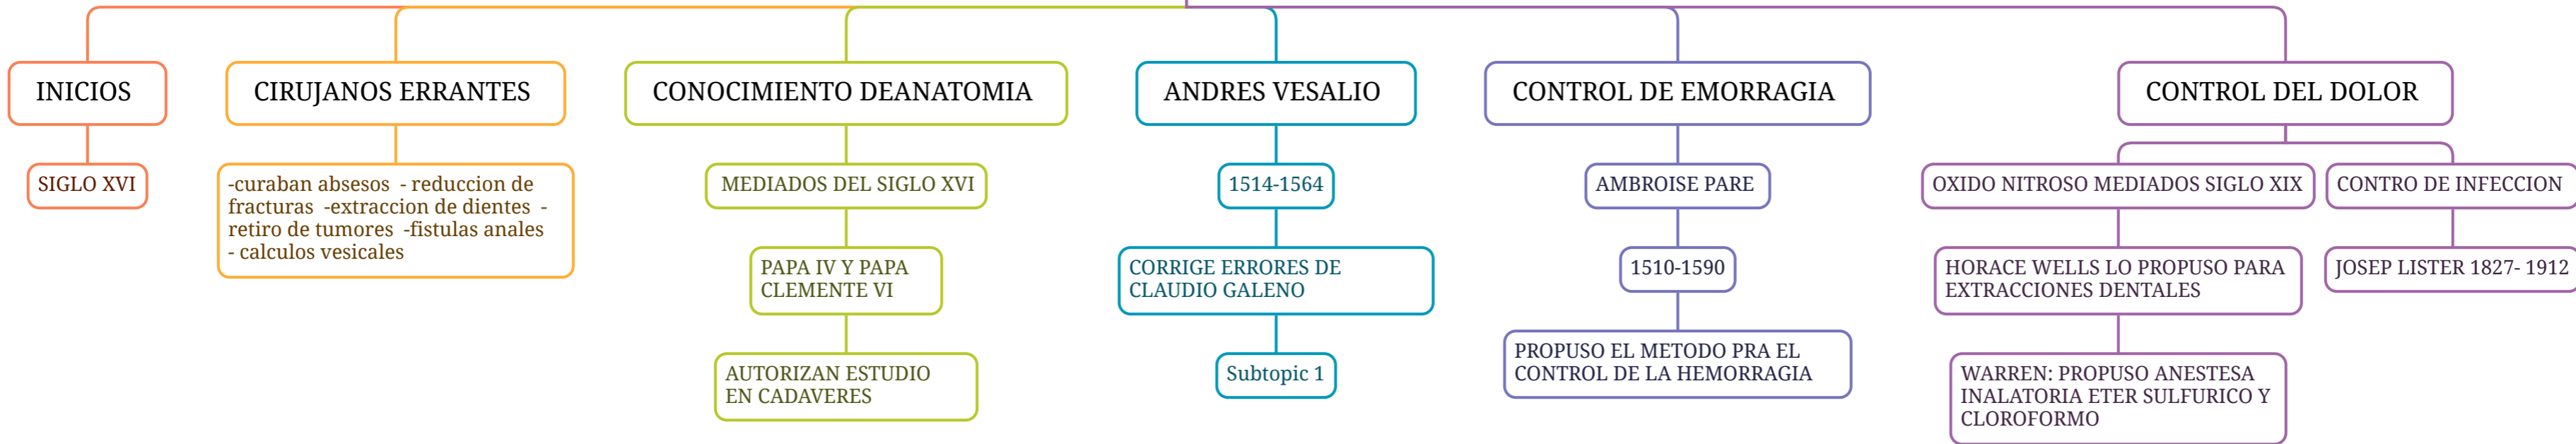 INICIOS
SIGLO XVI
CIRUJANOS ERRANTES
-curaban absesos - reduccion de
fracturas -extraccion de dientes -
retiro de tumores -fistulas anales
- calculos vesicales
CONOCIMIENTO DEANATOMIA
MEDIADOS DEL SIGLO XVI
PAPA IV Y PAPA
CLEMENTE VI
AUTORIZAN ESTUDIO
EN CADAVERES
ANDRES VESALIO
1514-1564
CORRIGE ERRORES DE
CLAUDIO GALENO
Subtopic 1
CONTROL DE EMORRAGIA
AMBROISE PARE
1510-1590
PROPUSO EL METODO PRA EL
CONTROL DE LA HEMORRAGIA
CONTROL DEL DOLOR
OXIDO NITROSO MEDIADOS SIGLO XIX
HORACE WELLS LO PROPUSO PARA
EXTRACCIONES DENTALES
WARREN: PROPUSO ANESTESA
INALATORIA ETER SULFURICO Y
CLOROFORMO
CONTRO DE INFECCION
JOSEP LISTER 1827- 1912